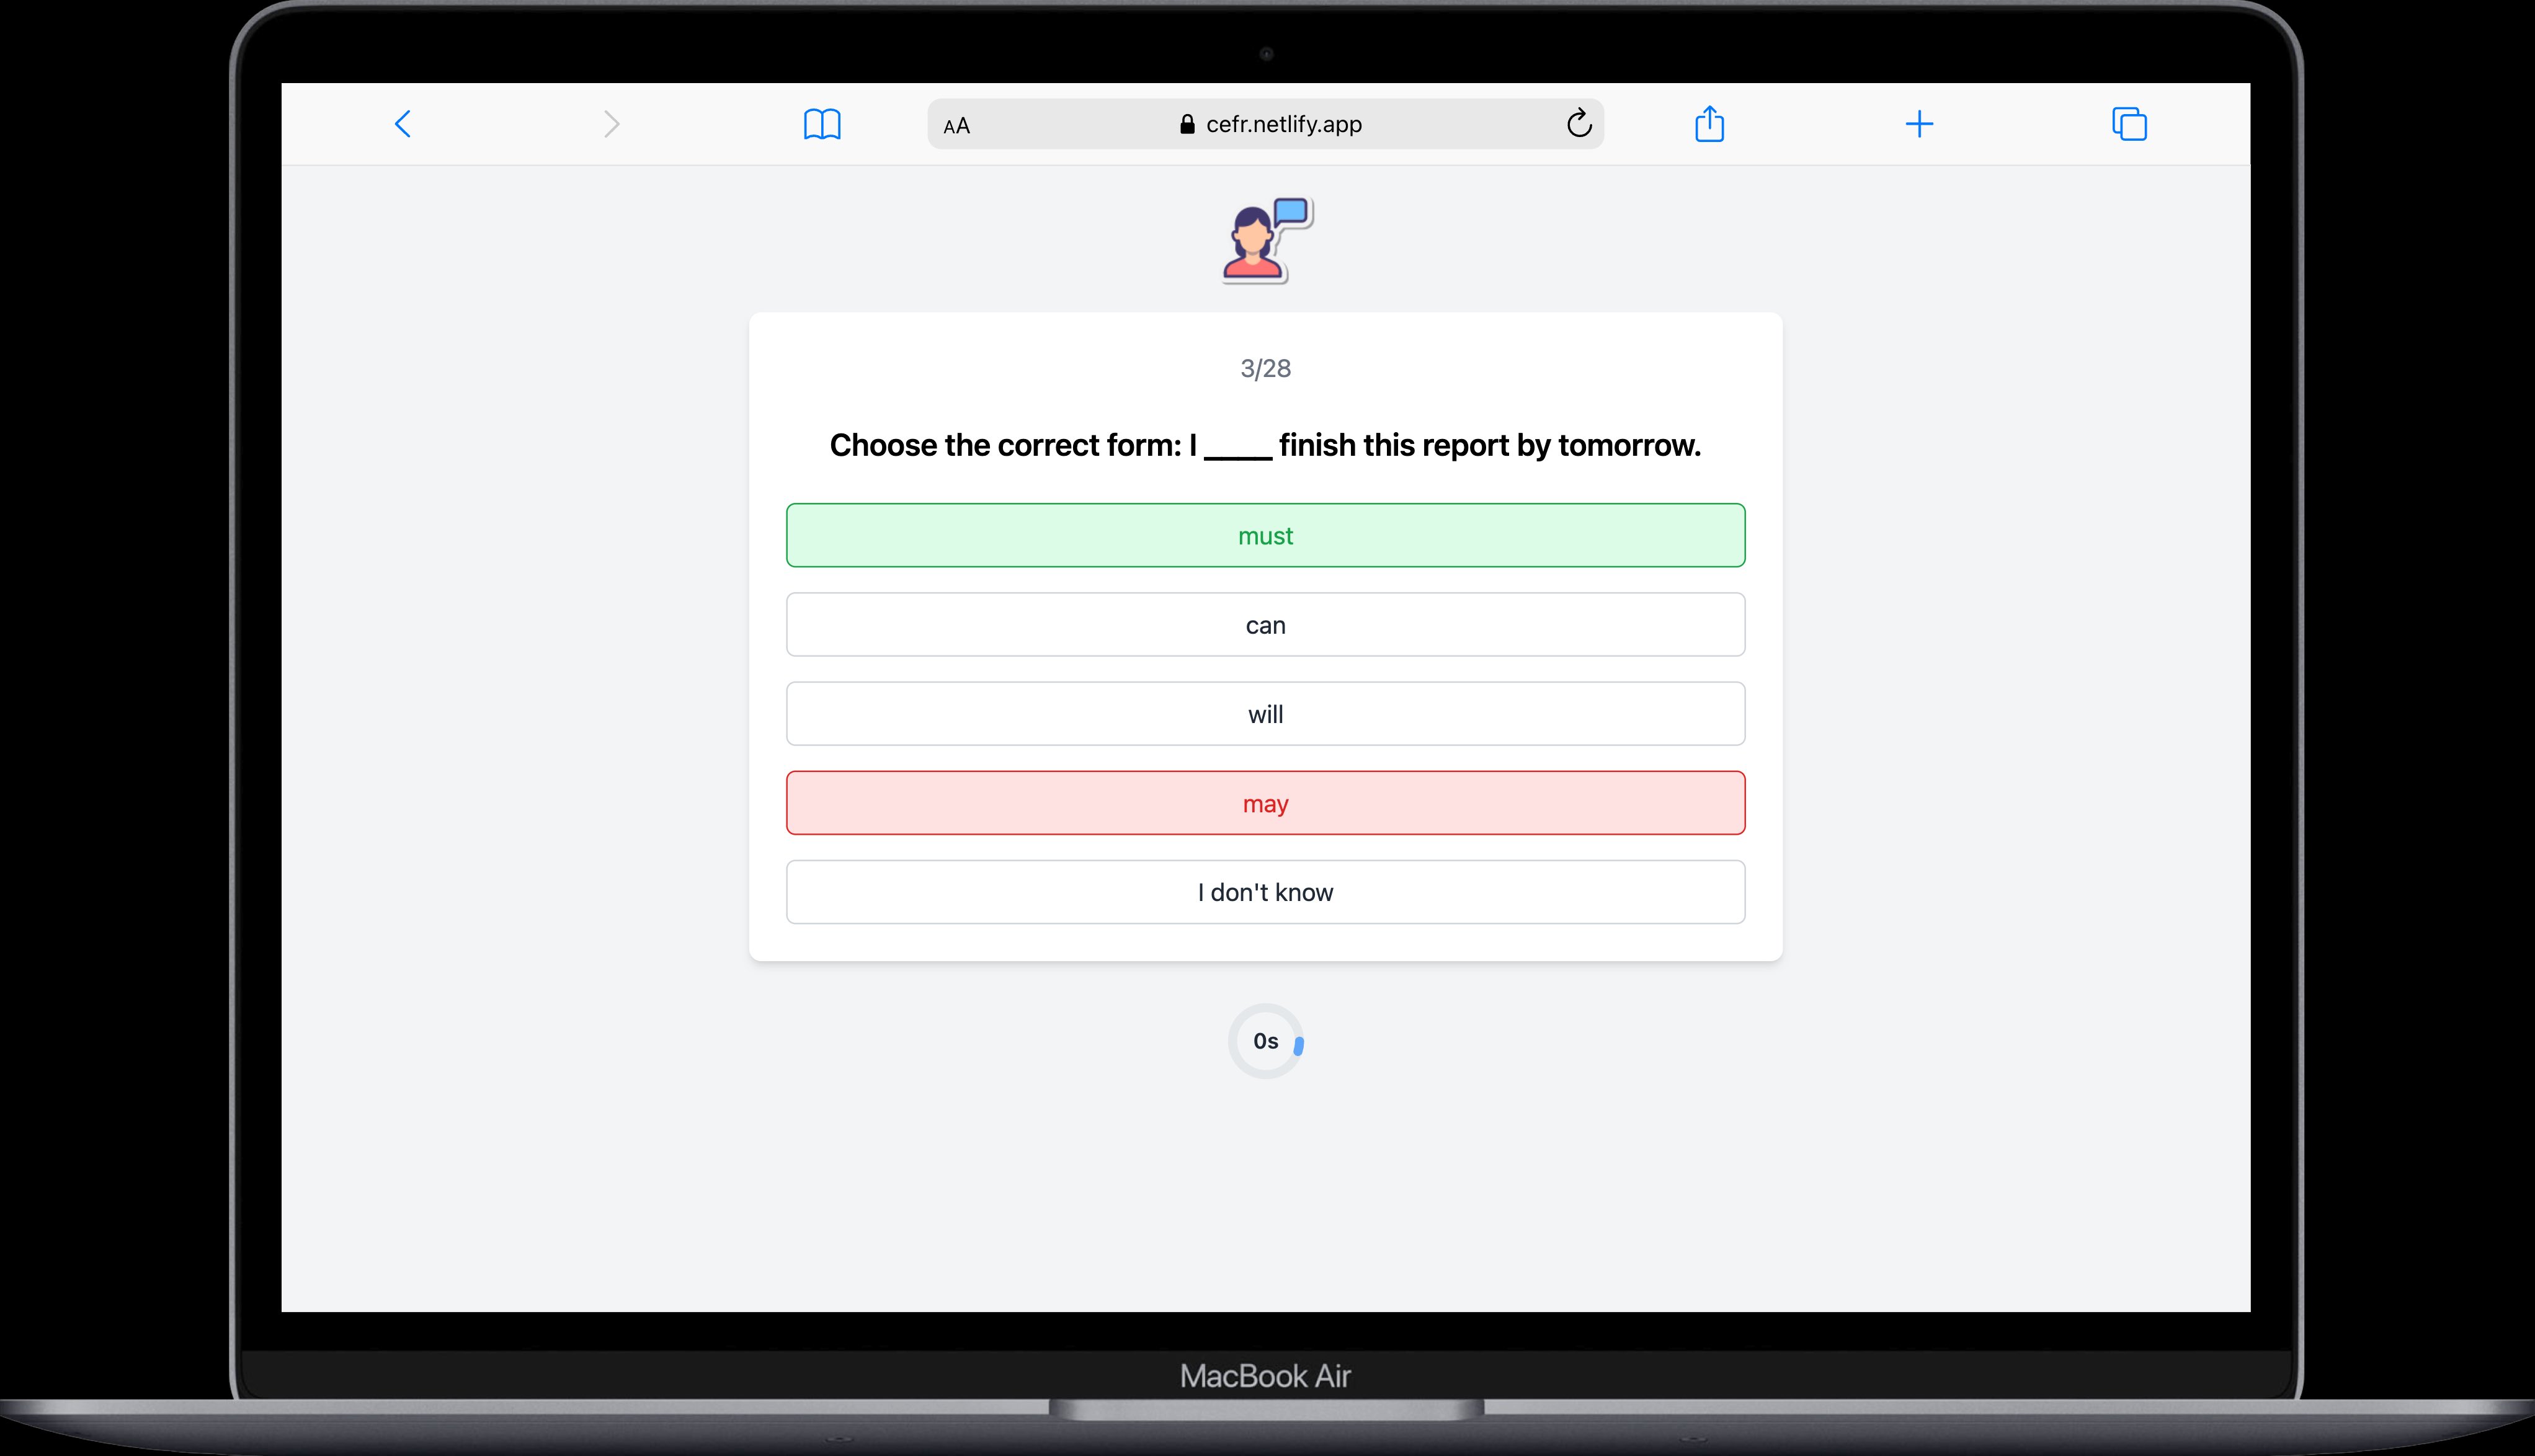 AA cefr.netlify.app
3/28
Choose the correct form: I ____ finish this report by tomorrow.
must
can
will
may
I don't know
0s
MacBook Air